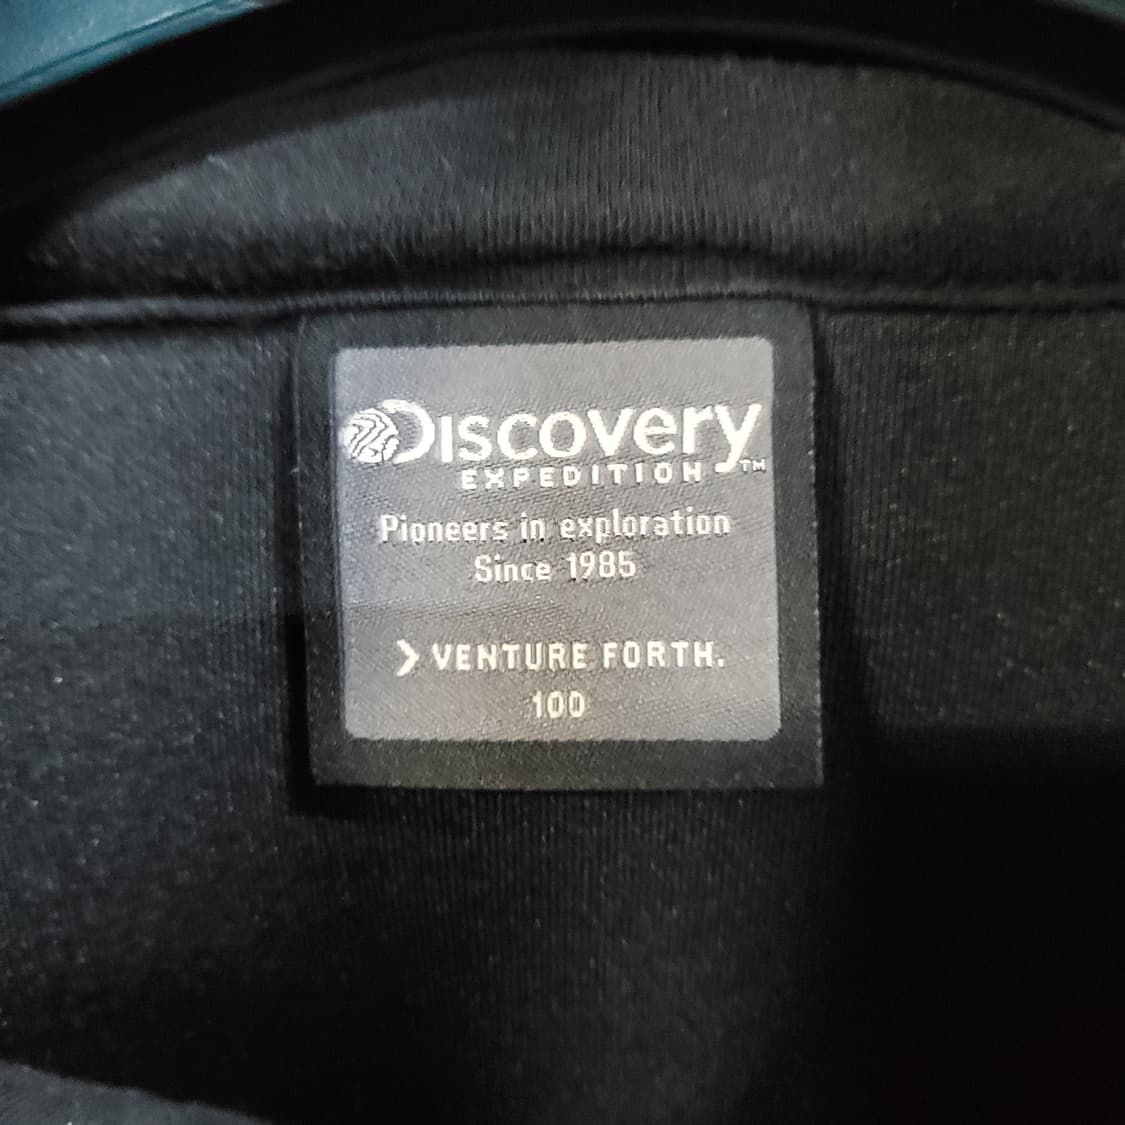 Discovery
EXPEDITION ™
Pioneers in exploration
Since 1985
❯ VENTURE FORTH.
100